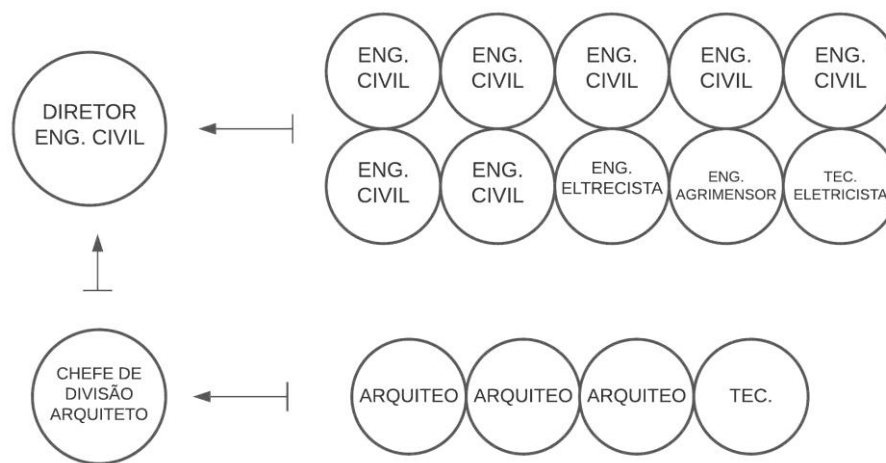 DIRETOR
ENG. CIVIL
ENG.
CIVIL
ENG.
CIVIL
ENG.
CIVIL
ENG.
CIVIL
ENG.
CIVIL
ENG.
CIVIL
ENG.
CIVIL
ENG.
ELTRECISTA
ENG.
AGRIMENSOR
TEC.
ELETRICISTA
CHEFE DE
DIVISÃO
ARQUITETO
ARQUITEO
ARQUITEO
ARQUITEO
TEC.